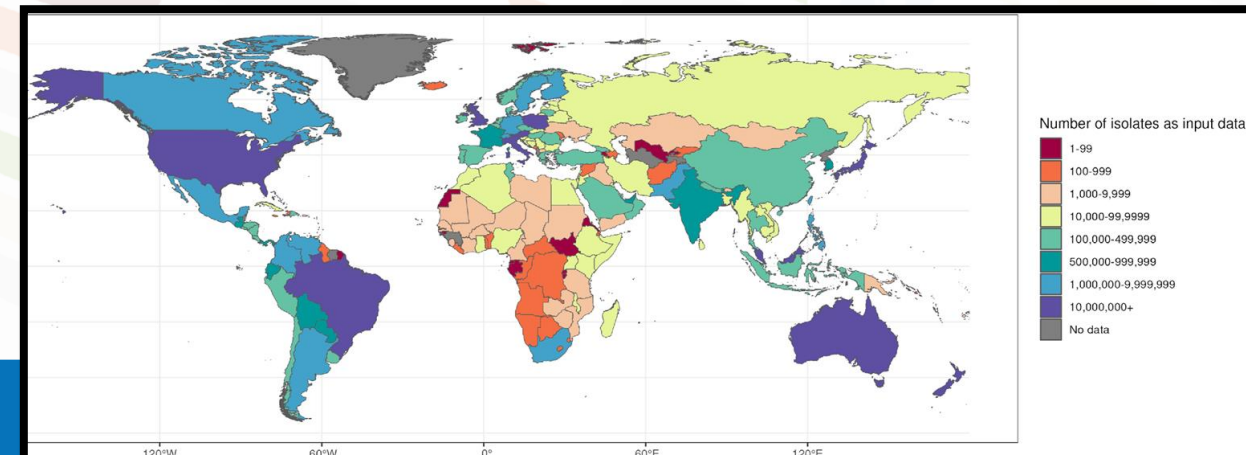 Number of isolates as input data
1-99
100-999
1,000-9,999
10,000-99,9999
100,000-499,999
500,000-999,999
1,000,000-9,999,999
10,000,000+
No data
120°W 60°W 0° 60°E 120°E